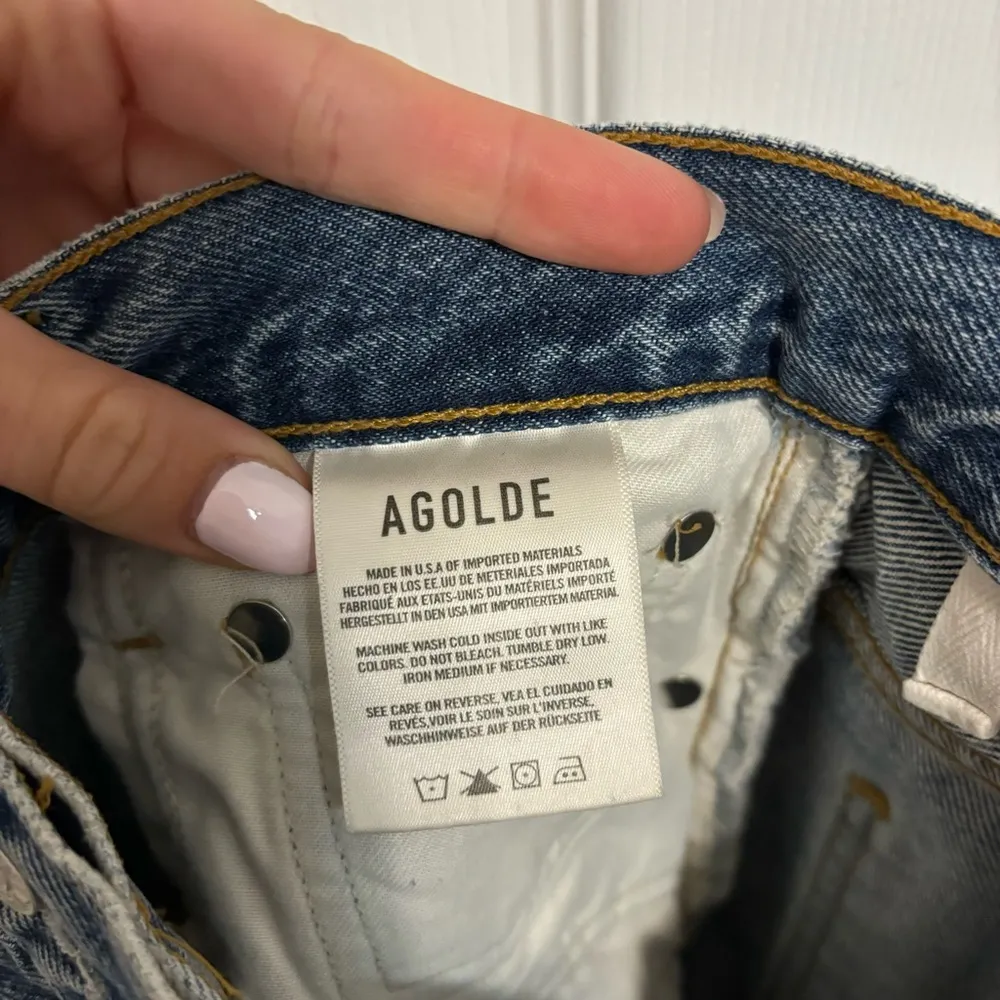 AGOLDE
MADE IN U.S.A OF IMPORTED MATERIALS
HECHO EN LOS EE.UU DE METERIALES IMPORTADA
FABRIQUÉ AUX ETATS-UNIS DU MATÉRIELS IMPORTÉ
HERGESTELLT IN DEN USA MIT IMPORTIERTEM MATERIAL
MACHINE WASH COLD INSIDE OUT WITH LIKE
COLORS. DO NOT BLEACH. TUMBLE DRY LOW.
IRON MEDIUM IF NECESSARY.
SEE CARE ON REVERSE, VEA EL CUIDADO EN
REVÉS,VOIR LE SOIN SUR L'INVERSE,
WASCHHINWEISE AUF DER RÜCKSEITE